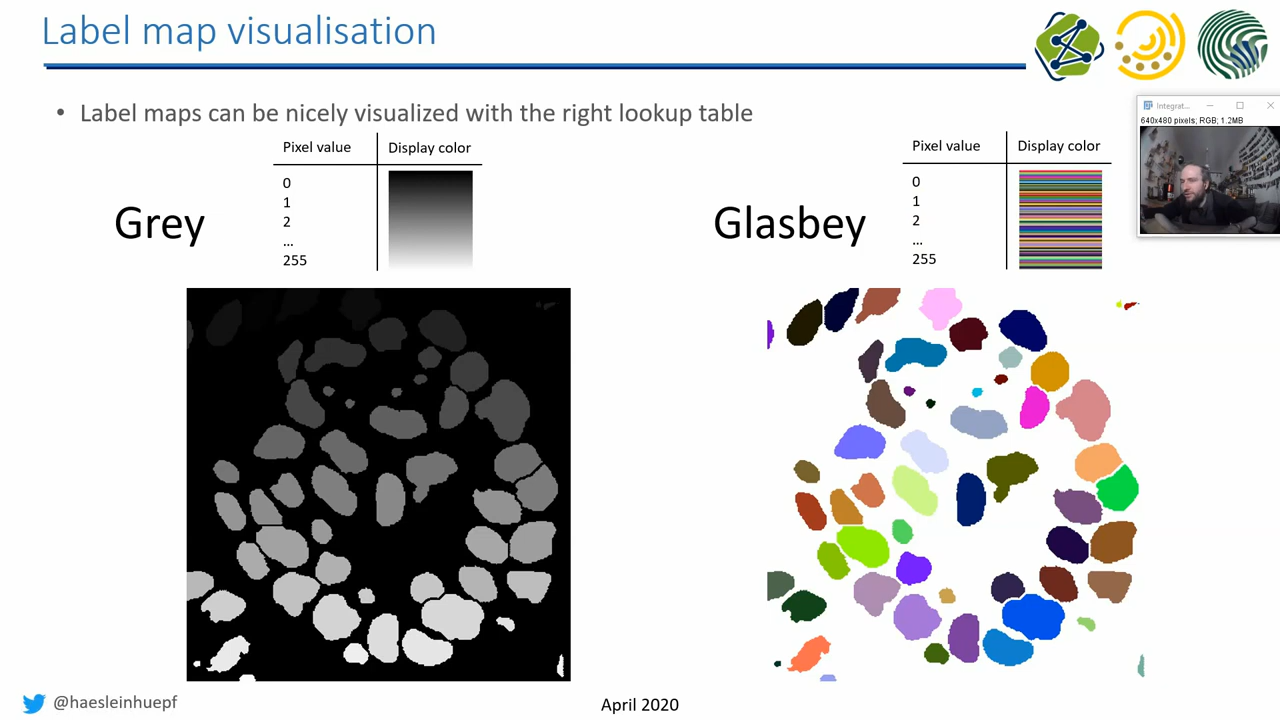 Label map visualisation
• Label maps can be nicely visualized with the right lookup table
Integrat...
640x480 pixels; RGB; 1.2MB
Pixel value Display color
0
1
2
...
255
Grey
Pixel value Display color
0
1
2
...
255
Glasbey
@haesleinhuepf
April 2020